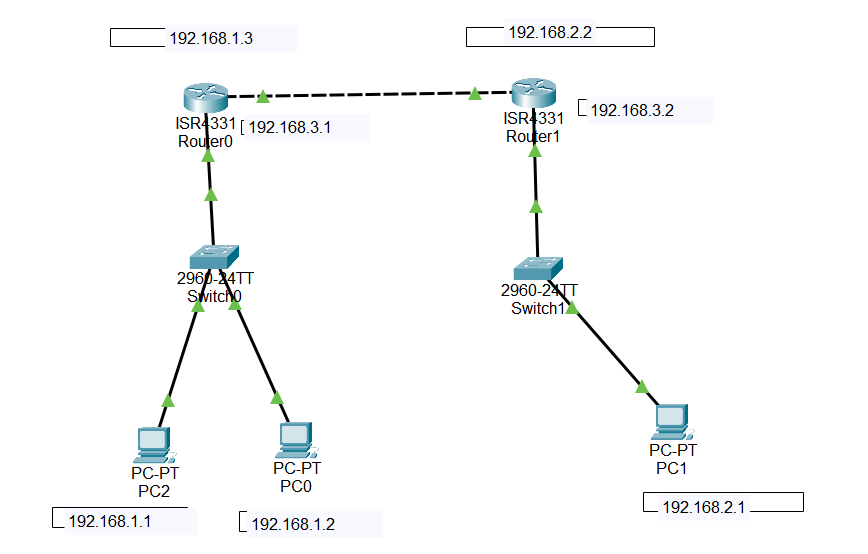 192.168.1.3
192.168.2.2
ISR4331
Router0
192.168.3.1
ISR4331
Router1
192.168.3.2
2960-24TT
Switch0
2960-24TT
Switch1
PC-PT
PC2
PC-PT
PC0
PC-PT
PC1
192.168.1.1
192.168.1.2
192.168.2.1